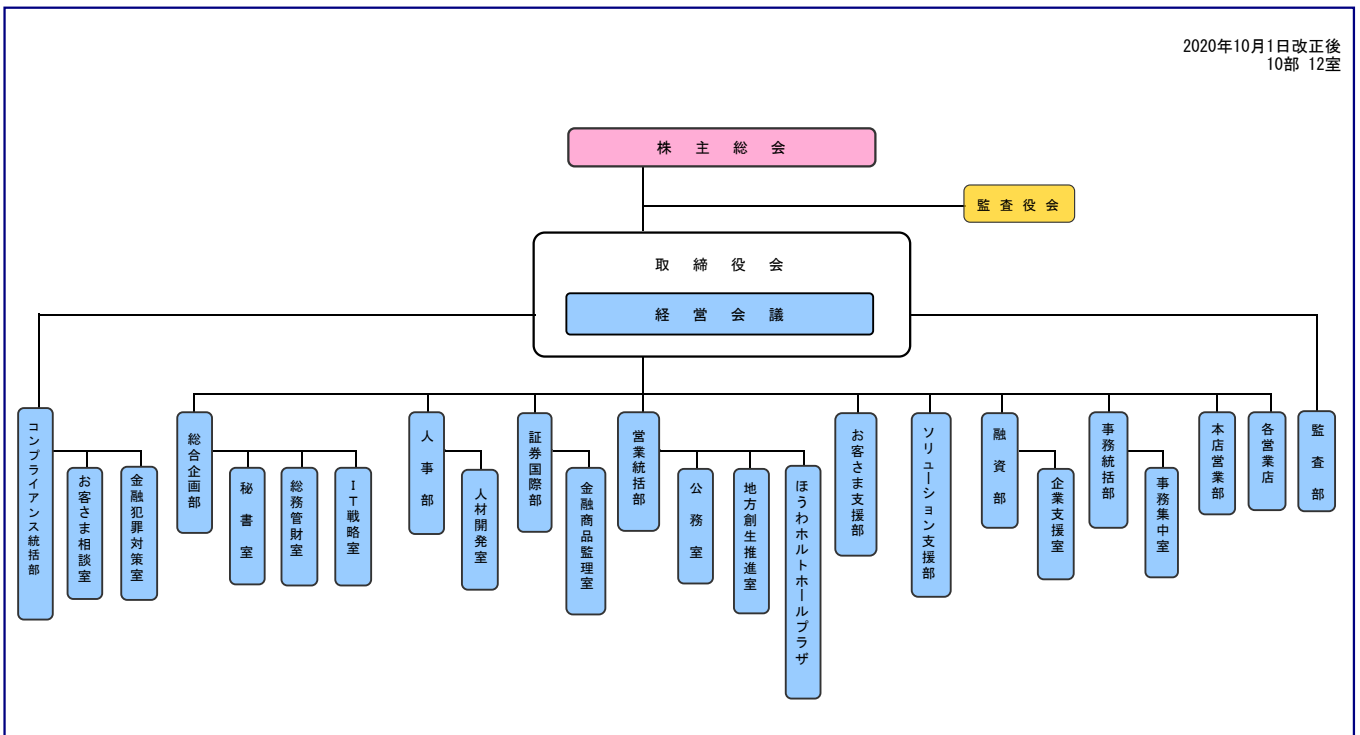 2020年10月1日改正後
10部 12室
株主総会
監査役会
取締役会
経営会議
コンプライアンス統括部
お客さま相談室
金融犯罪対策室
総合企画部
秘書室
総務管財室
IT戦略室
人事部
人材開発室
証券国際部
金融商品監理室
営業統括部
公務室
地方創生推進室
ほうわホルトホールプラザ
お客さま支援部
ソリューション支援部
融資部
企業支援室
事務統括部
事務集中室
本店営業部
各営業店
監査部